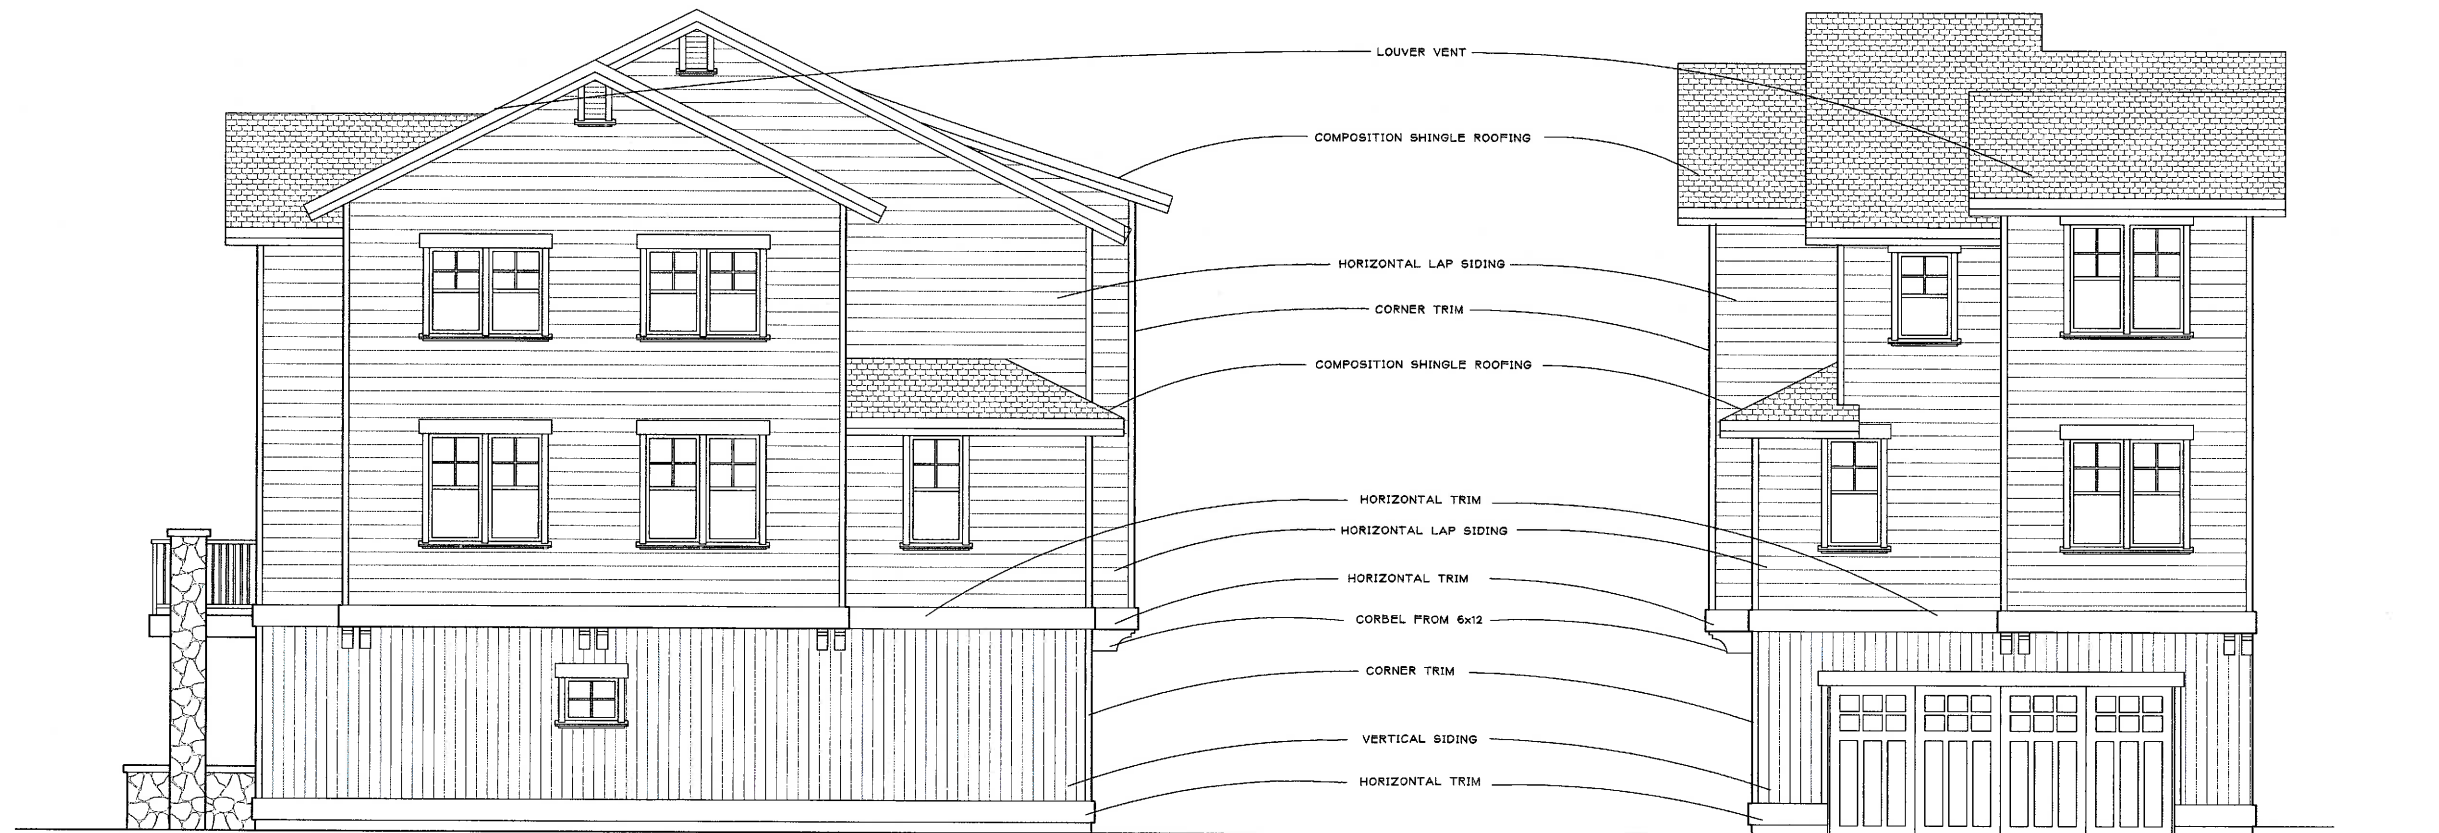 LOUVER VENT
COMPOSITION SHINGLE ROOFING
HORIZONTAL LAP SIDING
CORNER TRIM
COMPOSITION SHINGLE ROOFING
HORIZONTAL TRIM
HORIZONTAL LAP SIDING
HORIZONTAL TRIM
CORBEL FROM 6x12
CORNER TRIM
VERTICAL SIDING
HORIZONTAL TRIM